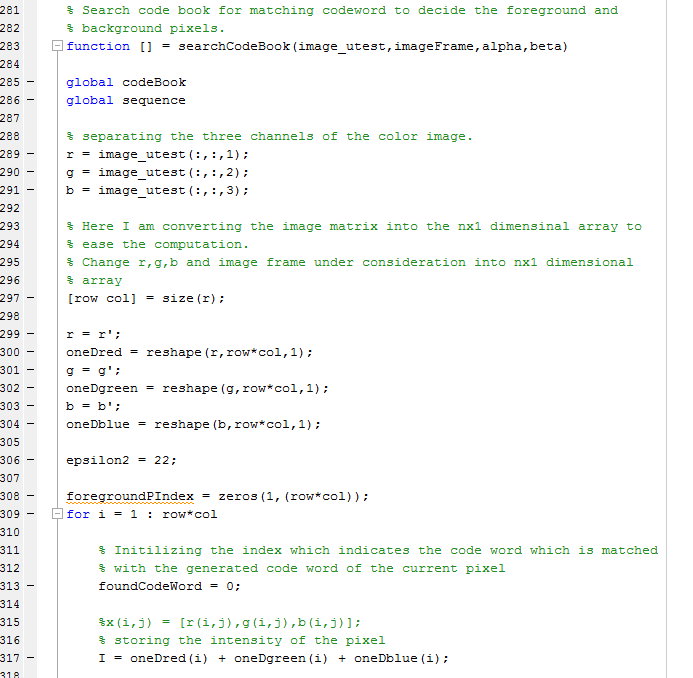 281 % Search code book for matching codeword to decide the foreground and
282 % background pixels.
283 function [] = searchCodeBook(image_utest,imageFrame,alpha,beta)
284
285 – global codeBook
286 – global sequence
287
288 % separating the three channels of the color image.
289 – r = image_utest(:,:,1);
290 – g = image_utest(:,:,2);
291 – b = image_utest(:,:,3);
292
293 % Here I am converting the image matrix into the nx1 dimensinal array to
294 % ease the computation.
295 % Change r,g,b and image frame under consideration into nx1 dimensional
296 % array
297 – [row col] = size(r);
298
299 – r = r';
300 – oneDred = reshape(r,row*col,1);
301 – g = g';
302 – oneDgreen = reshape(g,row*col,1);
303 – b = b';
304 – oneDblue = reshape(b,row*col,1);
305
306 – epsilon2 = 22;
307
308 – foregroundPIndex = zeros(1,(row*col));
309 – for i = 1 : row*col
310
311 % Initilizing the index which indicates the code word which is matched
312 % with the generated code word of the current pixel
313 – foundCodeWord = 0;
314
315 %x(i,j) = [r(i,j),g(i,j),b(i,j)];
316 % storing the intensity of the pixel
317 – I = oneDred(i) + oneDgreen(i) + oneDblue(i);
318